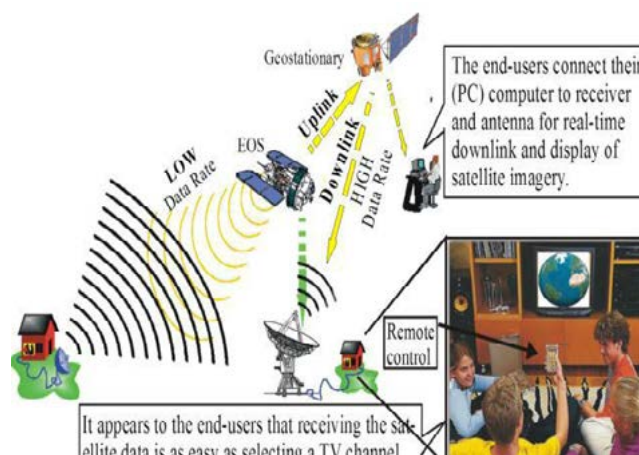 Geostationary
The end-users connect their
(PC) computer to receiver
and antenna for real-time
downlink and display of
satellite imagery.
Uplink
EOS
LOW
Data Rate
Downlink
HIGH
Data Rate
Remote
control
It appears to the end-users that receiving the sat-
ellite data is as easy as selecting a TV channel